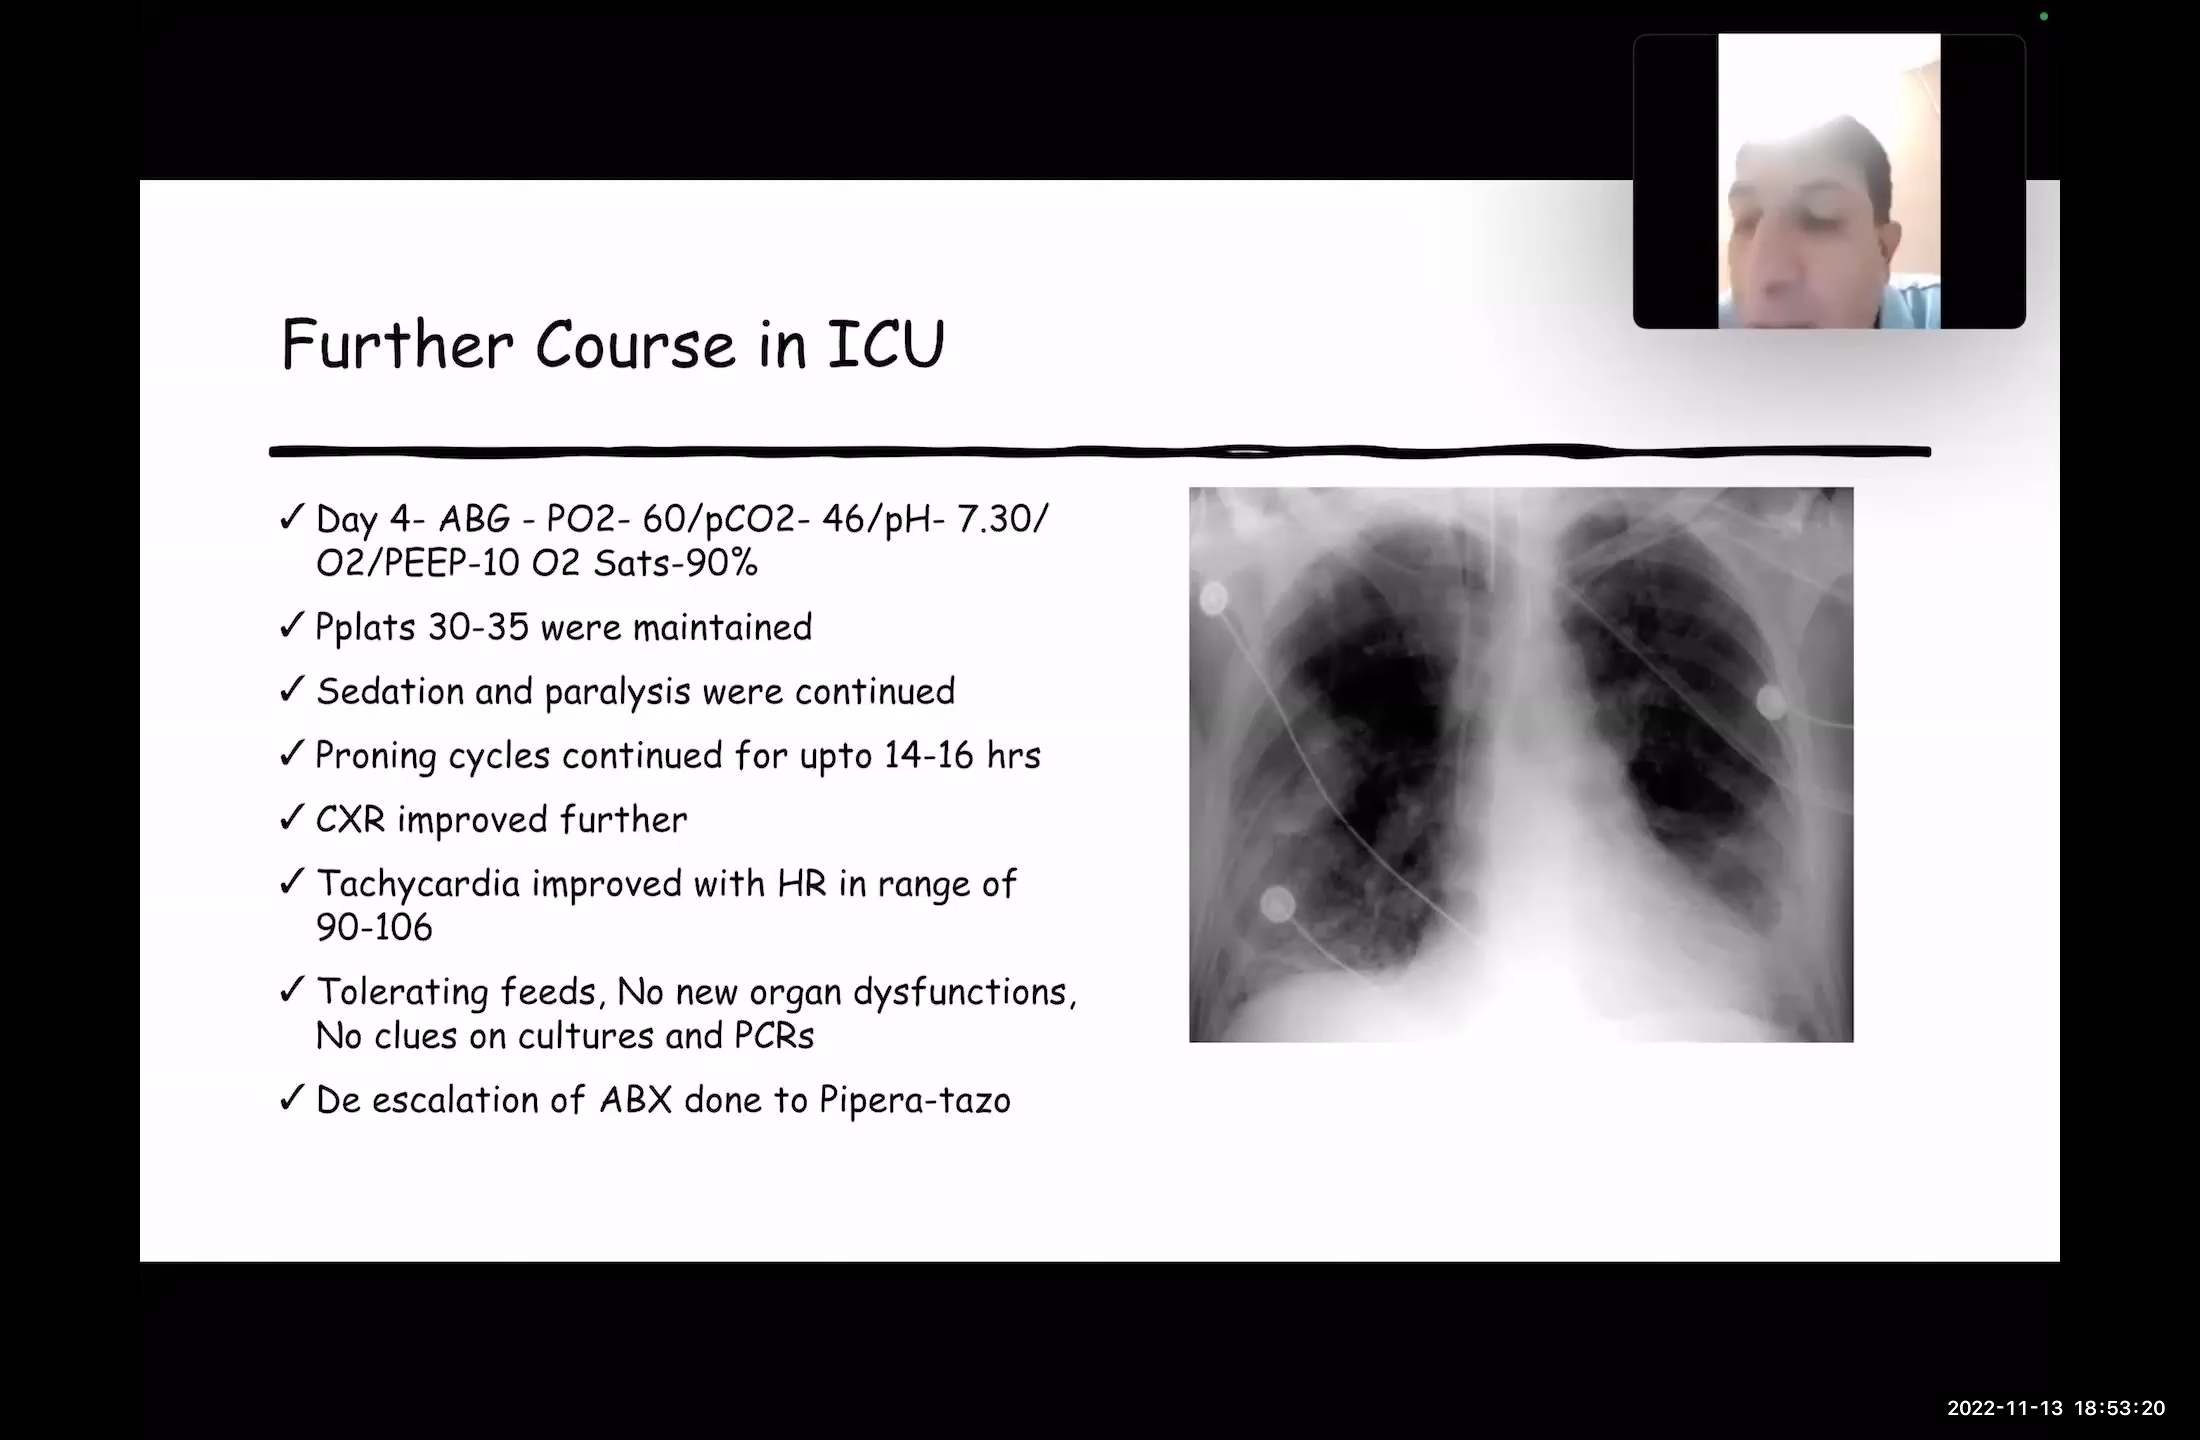 Further Course in ICU
✓ Day 4- ABG - PO2- 60/pCO2- 46/pH- 7.30/
O2/PEEP-10 O2 Sats-90%
✓ Pplats 30-35 were maintained
✓ Sedation and paralysis were continued
✓ Proning cycles continued for upto 14-16 hrs
✓ CXR improved further
✓ Tachycardia improved with HR in range of
90-106
✓ Tolerating feeds, No new organ dysfunctions,
No clues on cultures and PCRs
✓ De escalation of ABX done to Pipera-tazo
2022-11-13 18:53:20